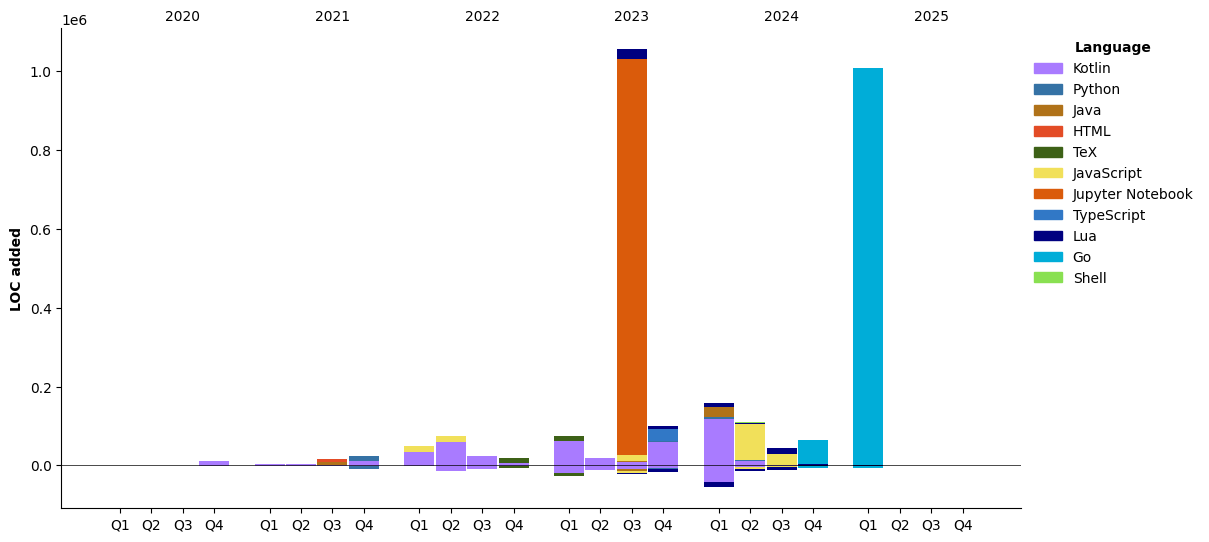 1e6
2020 2021 2022 2023 2024 2025
Language
Kotlin
Python
Java
HTML
TeX
JavaScript
Jupyter Notebook
TypeScript
Lua
Go
Shell
LOC added
1.0
0.8
0.6
0.4
0.2
0.0
Q1 Q2 Q3 Q4 Q1 Q2 Q3 Q4 Q1 Q2 Q3 Q4 Q1 Q2 Q3 Q4 Q1 Q2 Q3 Q4 Q1 Q2 Q3 Q4